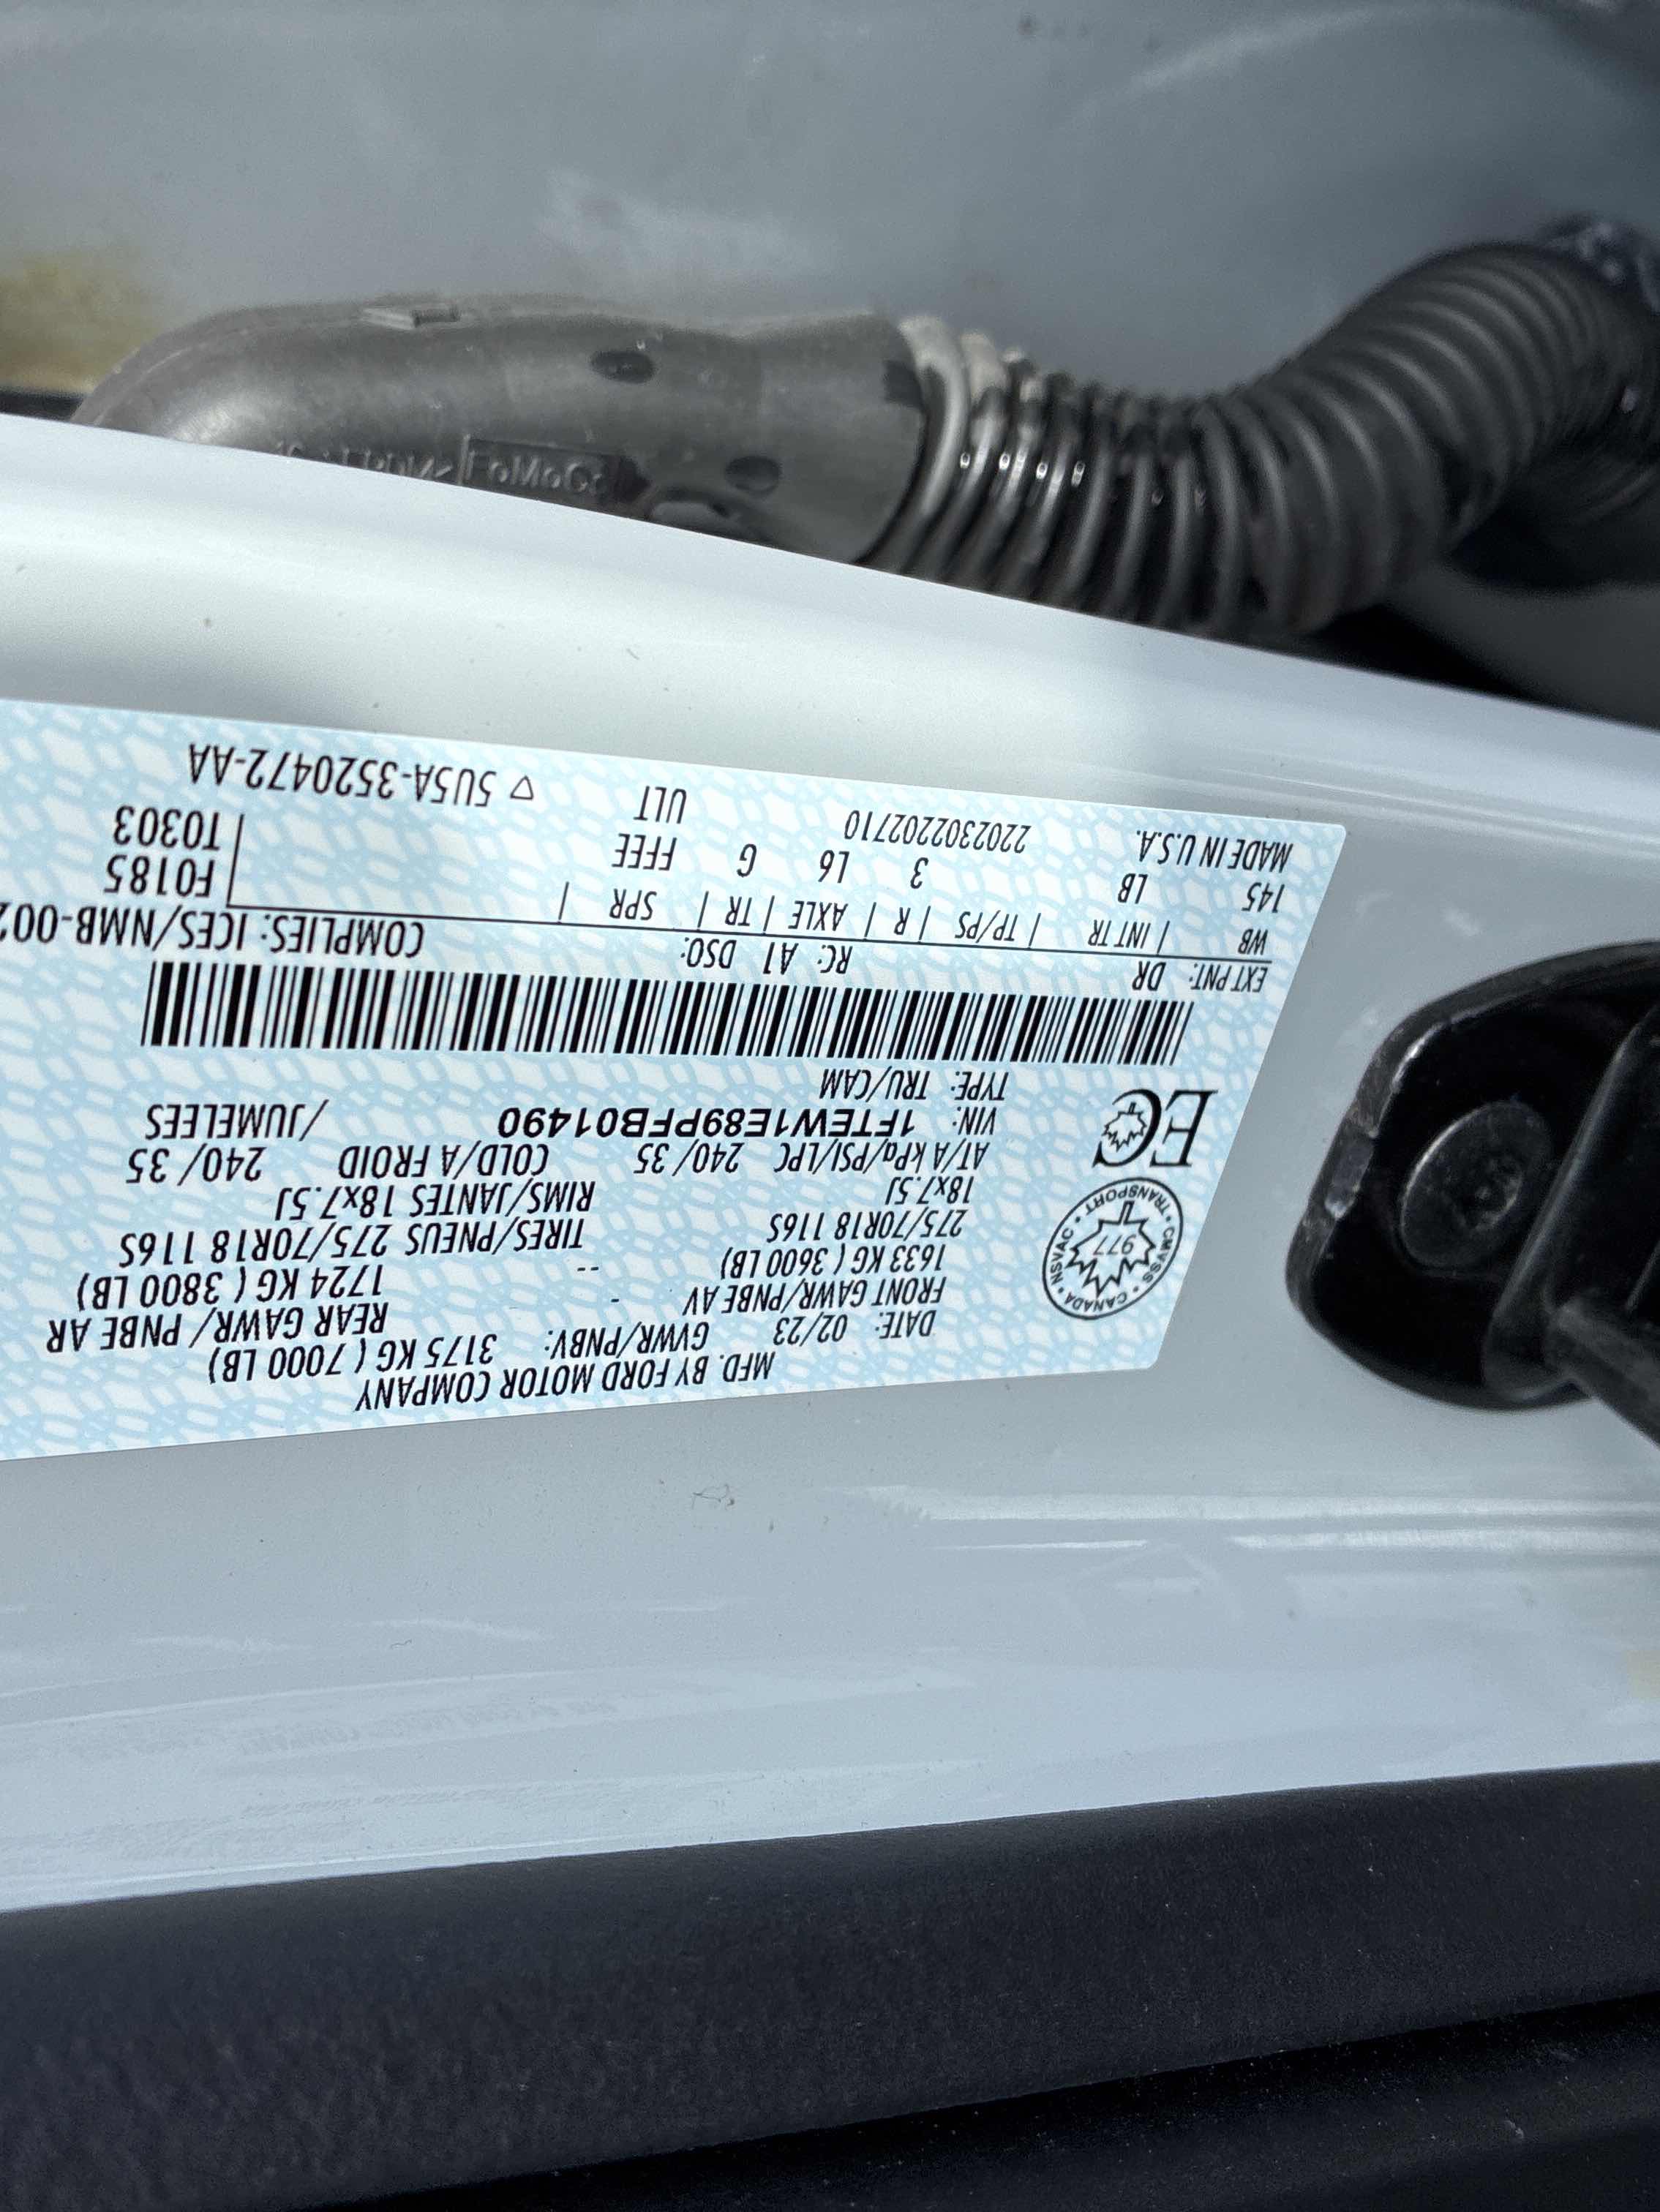 MFD. BY FORD MOTOR COMPANY
DATE: 02/23 GVWR/PNBV: 3175 KG ( 7000 LB)
FRONT GAWR/PNBE AV - REAR GAWR/ PNBE AR
1633 KG ( 3600 LB) -- 1724 KG ( 3800 LB)
275/70R18 116S TIRES/PNEUS 275/70R18 116S
18x7.5J RIMS/JANTES 18x7.5J
AT/A kPa/PSI/LPC 240/ 35 COLD/A FROID 240/ 35
VIN: 1FTEW1E89PFB01490 /JUMELEES
TYPE: TRU/CAM
CANADA • TRANSPORT • NSVAC • CMVSS
977
EC
EXT PNT: DR RC: A1 DSO: COMPLIES: ICES/NMB-002
WB | INT TR | TP/PS | R | AXLE | TR | SPR | F0185
145 LB 3 L6 G FFEE T0303
MADE IN U.S.A. 2202302202710 ULT ▽ 5U5A-3520472-AA
FoMoCo